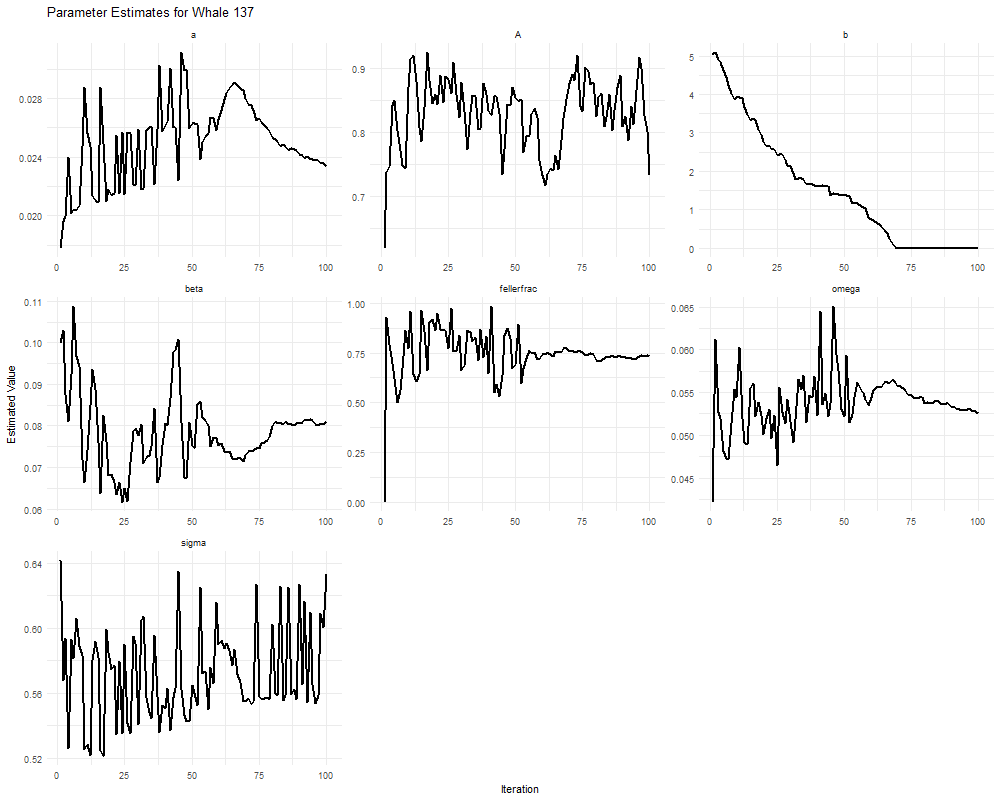 Parameter Estimates for Whale 137
a
A
b
0.028
0.024
0.020
0 25 50 75 100
0.9
0.8
0.7
0 25 50 75 100
5
4
3
2
1
0
0 25 50 75 100
beta
fellerfrac
omega
0.11
0.10
0.09
0.08
0.07
0.06
0 25 50 75 100
1.00
0.75
0.50
0.25
0.00
0 25 50 75 100
0.065
0.060
0.055
0.050
0.045
0 25 50 75 100
Estimated Value
sigma
0.64
0.60
0.56
0.52
0 25 50 75 100
Iteration